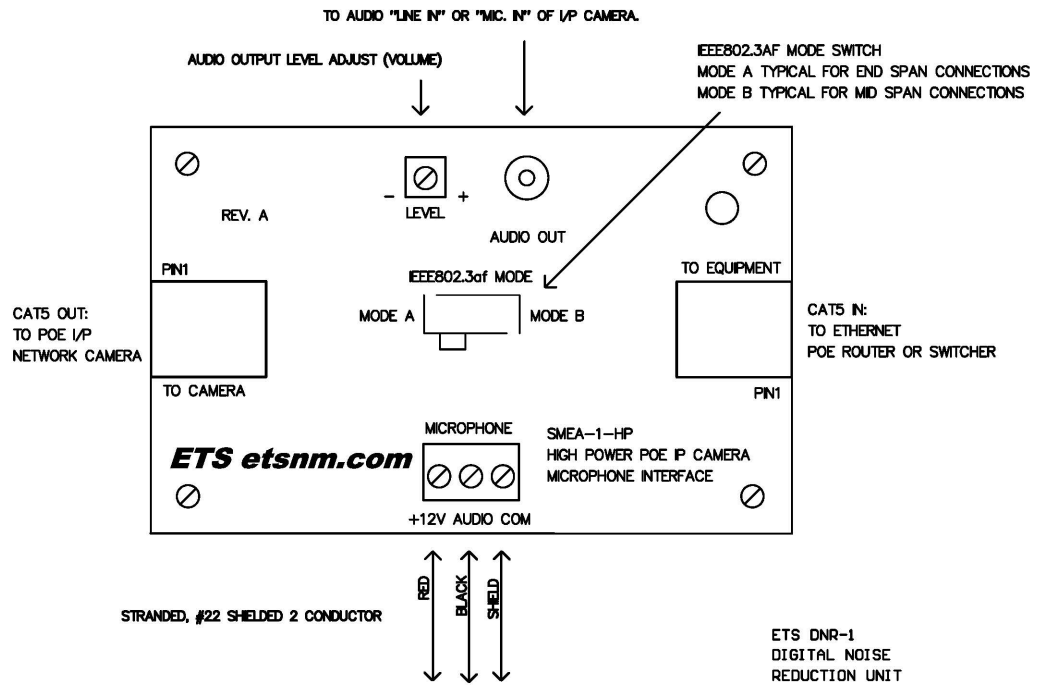 TO AUDIO "LINE IN" OR "MIC. IN" OF I/P CAMERA.
AUDIO OUTPUT LEVEL ADJUST (VOLUME)
IEEE802.3AF MODE SWITCH
MODE A TYPICAL FOR END SPAN CONNECTIONS
MODE B TYPICAL FOR MID SPAN CONNECTIONS
- +
LEVEL
REV. A
AUDIO OUT
PIN1
IEEE802.3af MODE
TO EQUIPMENT
MODE A
MODE B
CAT5 OUT:
TO POE I/P
NETWORK CAMERA
CAT5 IN:
TO ETHERNET
POE ROUTER OR SWITCHER
TO CAMERA
PIN1
MICROPHONE
ETS etsnm.com
SMEA-1-HP
HIGH POWER POE IP CAMERA
MICROPHONE INTERFACE
+12V AUDIO COM
RED
BLACK
SHIELD
STRANDED, #22 SHIELDED 2 CONDUCTOR
ETS DNR-1
DIGITAL NOISE
REDUCTION UNIT